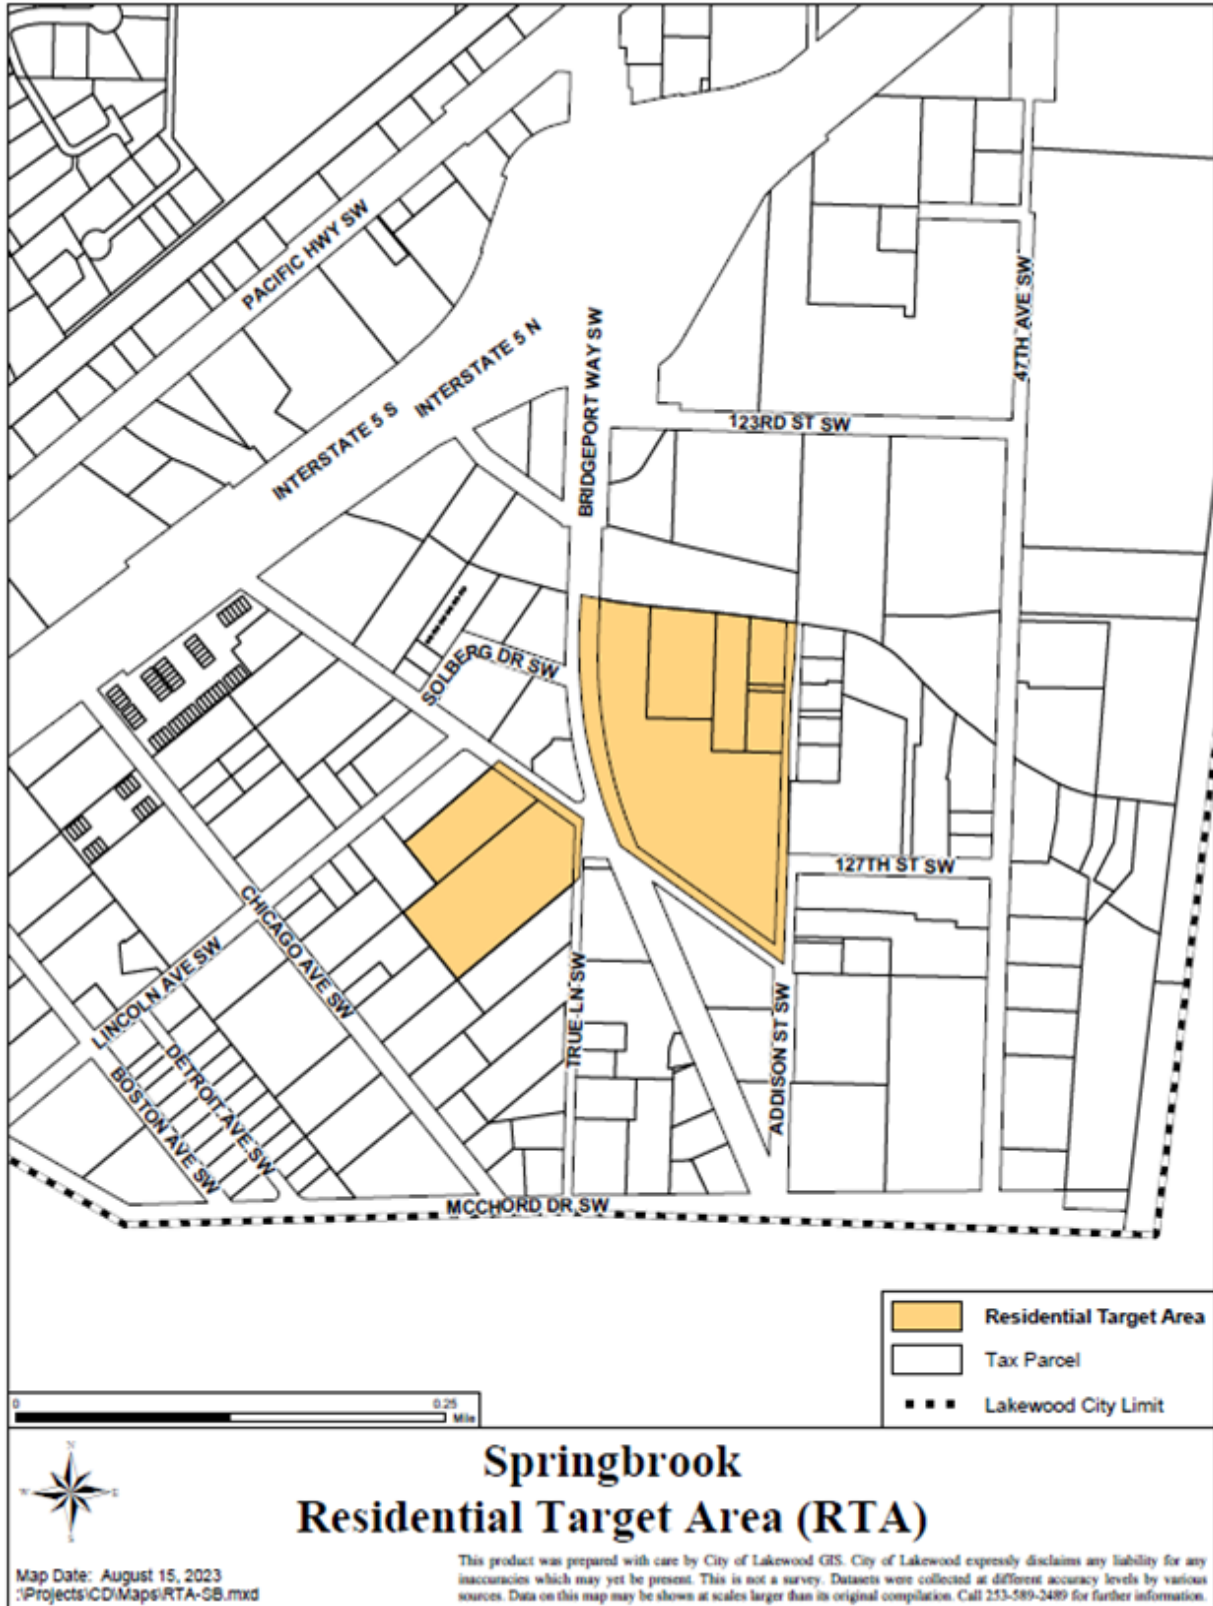 PACIFIC HWY SW
INTERSTATE 5 N
INTERSTATE 5 S
BRIDGEPORT WAY SW
47TH AVE SW
123RD ST SW
SOLBERG DR SW
127TH ST SW
CHICAGO AVE SW
LINCOLN AVE SW
DETROIT AVE SW
BOSTON AVE SW
TRUE LN SW
ADDISON ST SW
MCCHORD DR SW
Residential Target Area
Tax Parcel
Lakewood City Limit
0 0.25
Mile
N
W E
S
Springbrook
Residential Target Area (RTA)
Map Date: August 15, 2023
:\Projects\CD\Maps\RTA-SB.mxd
This product was prepared with care by City of Lakewood GIS. City of Lakewood expressly disclaims any liability for any
inaccuracies which may yet be present. This is not a survey. Datasets were collected at different accuracy levels by various
sources. Data on this map may be shown at scales larger than its original compilation. Call 253-589-2489 for further information.